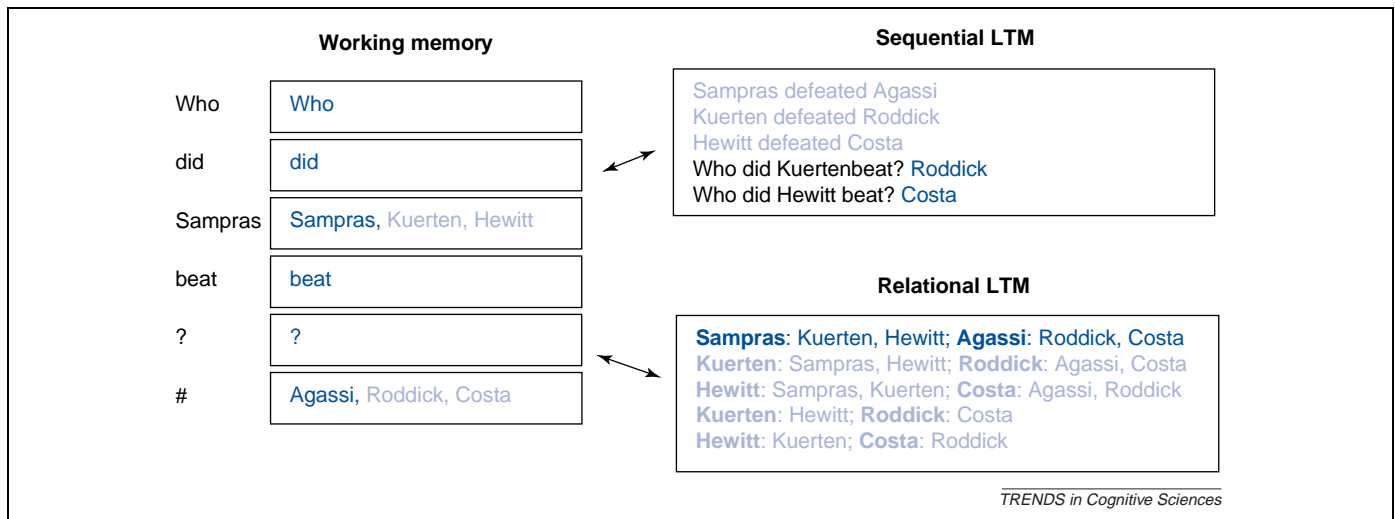 Working memory
Who Who
did did
Sampras Sampras, Kuerten, Hewitt
beat beat
? ?
# Agassi, Roddick, Costa
Sequential LTM
Sampras defeated Agassi
Kuerten defeated Roddick
Hewitt defeated Costa
Who did Kuertenbeat? Roddick
Who did Hewitt beat? Costa
Relational LTM
Sampras: Kuerten, Hewitt; Agassi: Roddick, Costa
Kuerten: Sampras, Hewitt; Roddick: Agassi, Costa
Hewitt: Sampras, Kuerten; Costa: Agassi, Roddick
Kuerten: Hewitt; Roddick: Costa
Hewitt: Kuerten; Costa: Roddick
TRENDS in Cognitive Sciences